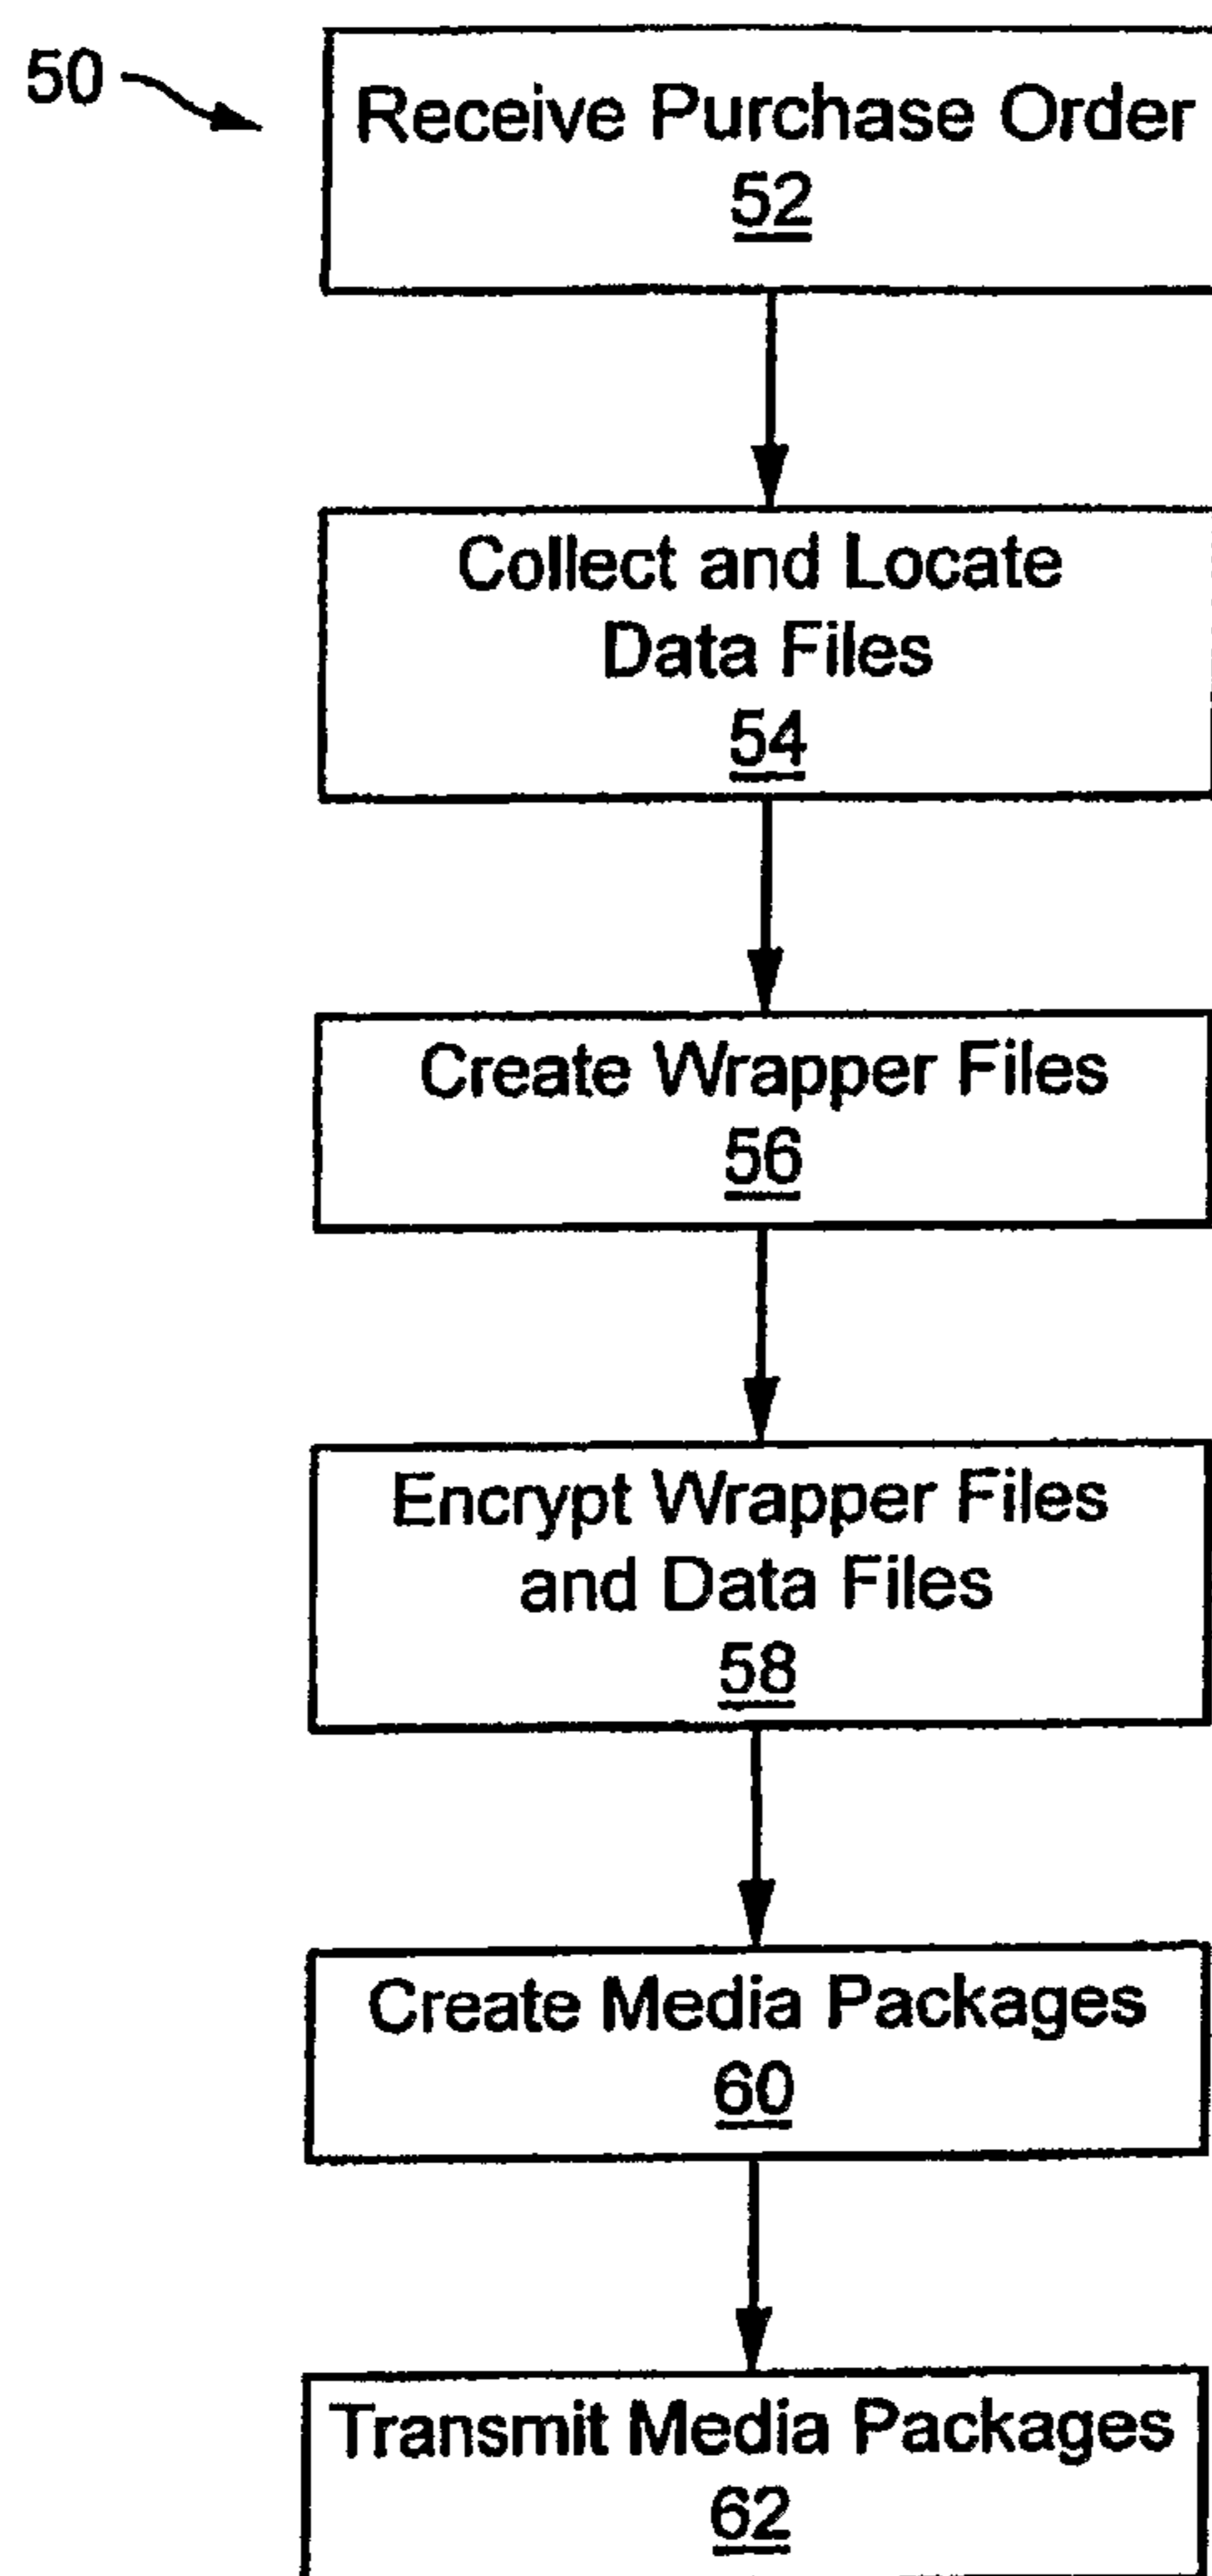 50
Receive Purchase Order
52
Collect and Locate
Data Files
54
Create Wrapper Files
56
Encrypt Wrapper Files
and Data Files
58
Create Media Packages
60
Transmit Media Packages
62